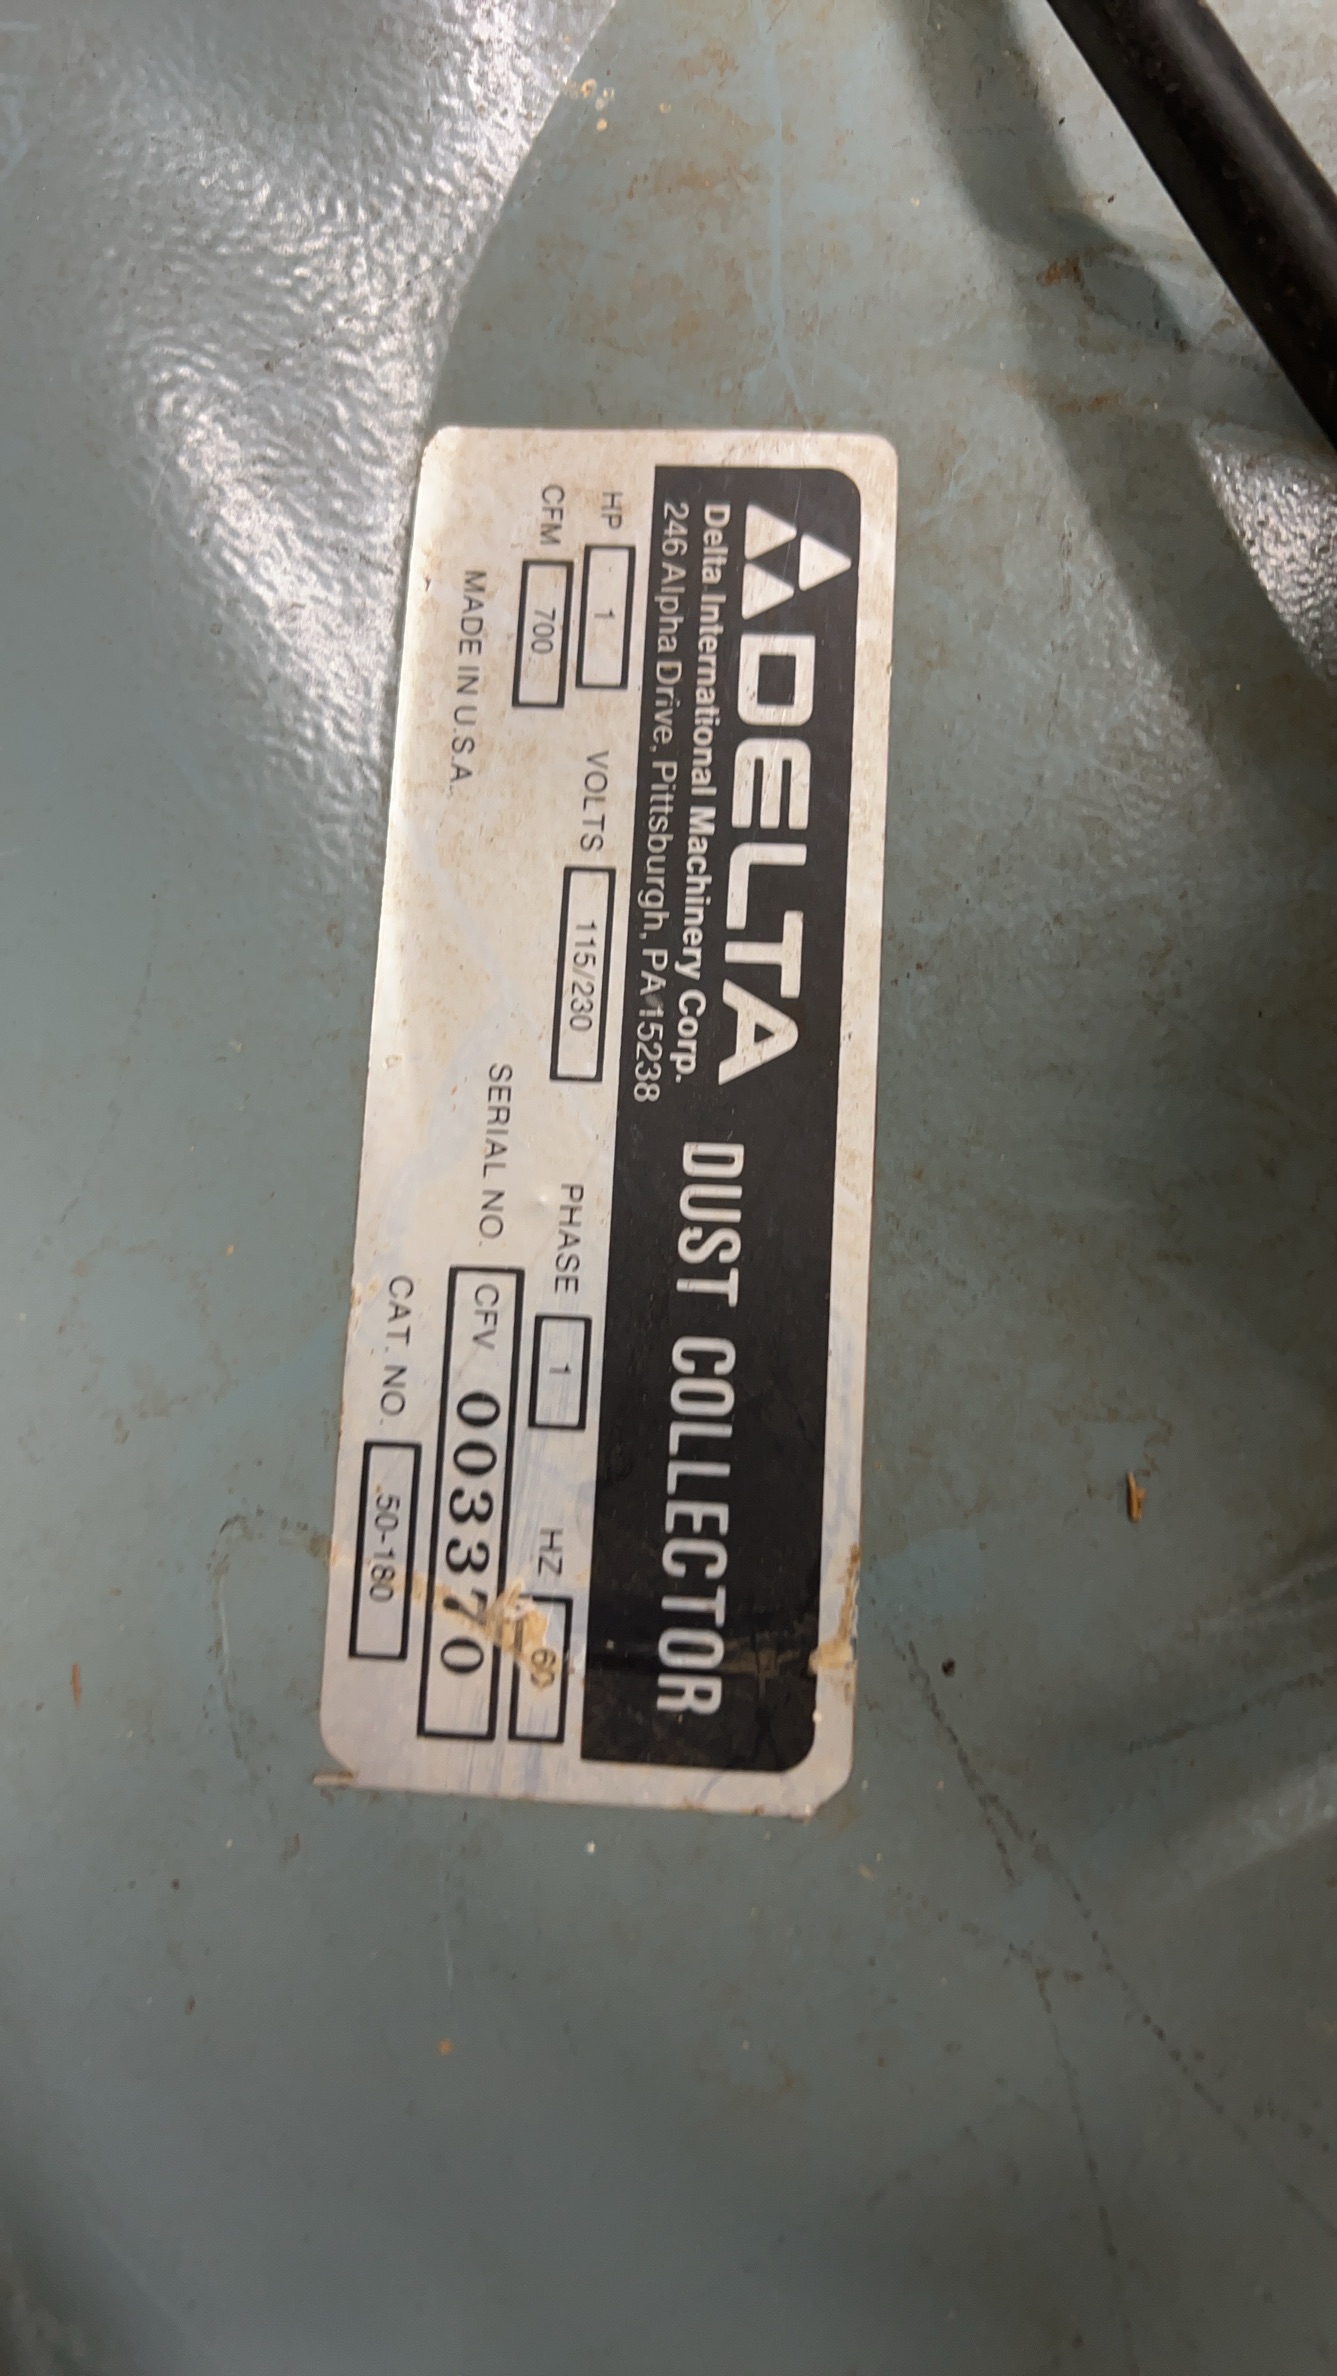 DELTA DUST COLLECTOR
Delta International Machinery Corp.
246 Alpha Drive, Pittsburgh, PA 15238
HP 1 VOLTS 115/230 PHASE 1 HZ 60
CFM 700 SERIAL NO. CFV 003370
MADE IN U.S.A. CAT. NO. 50-180